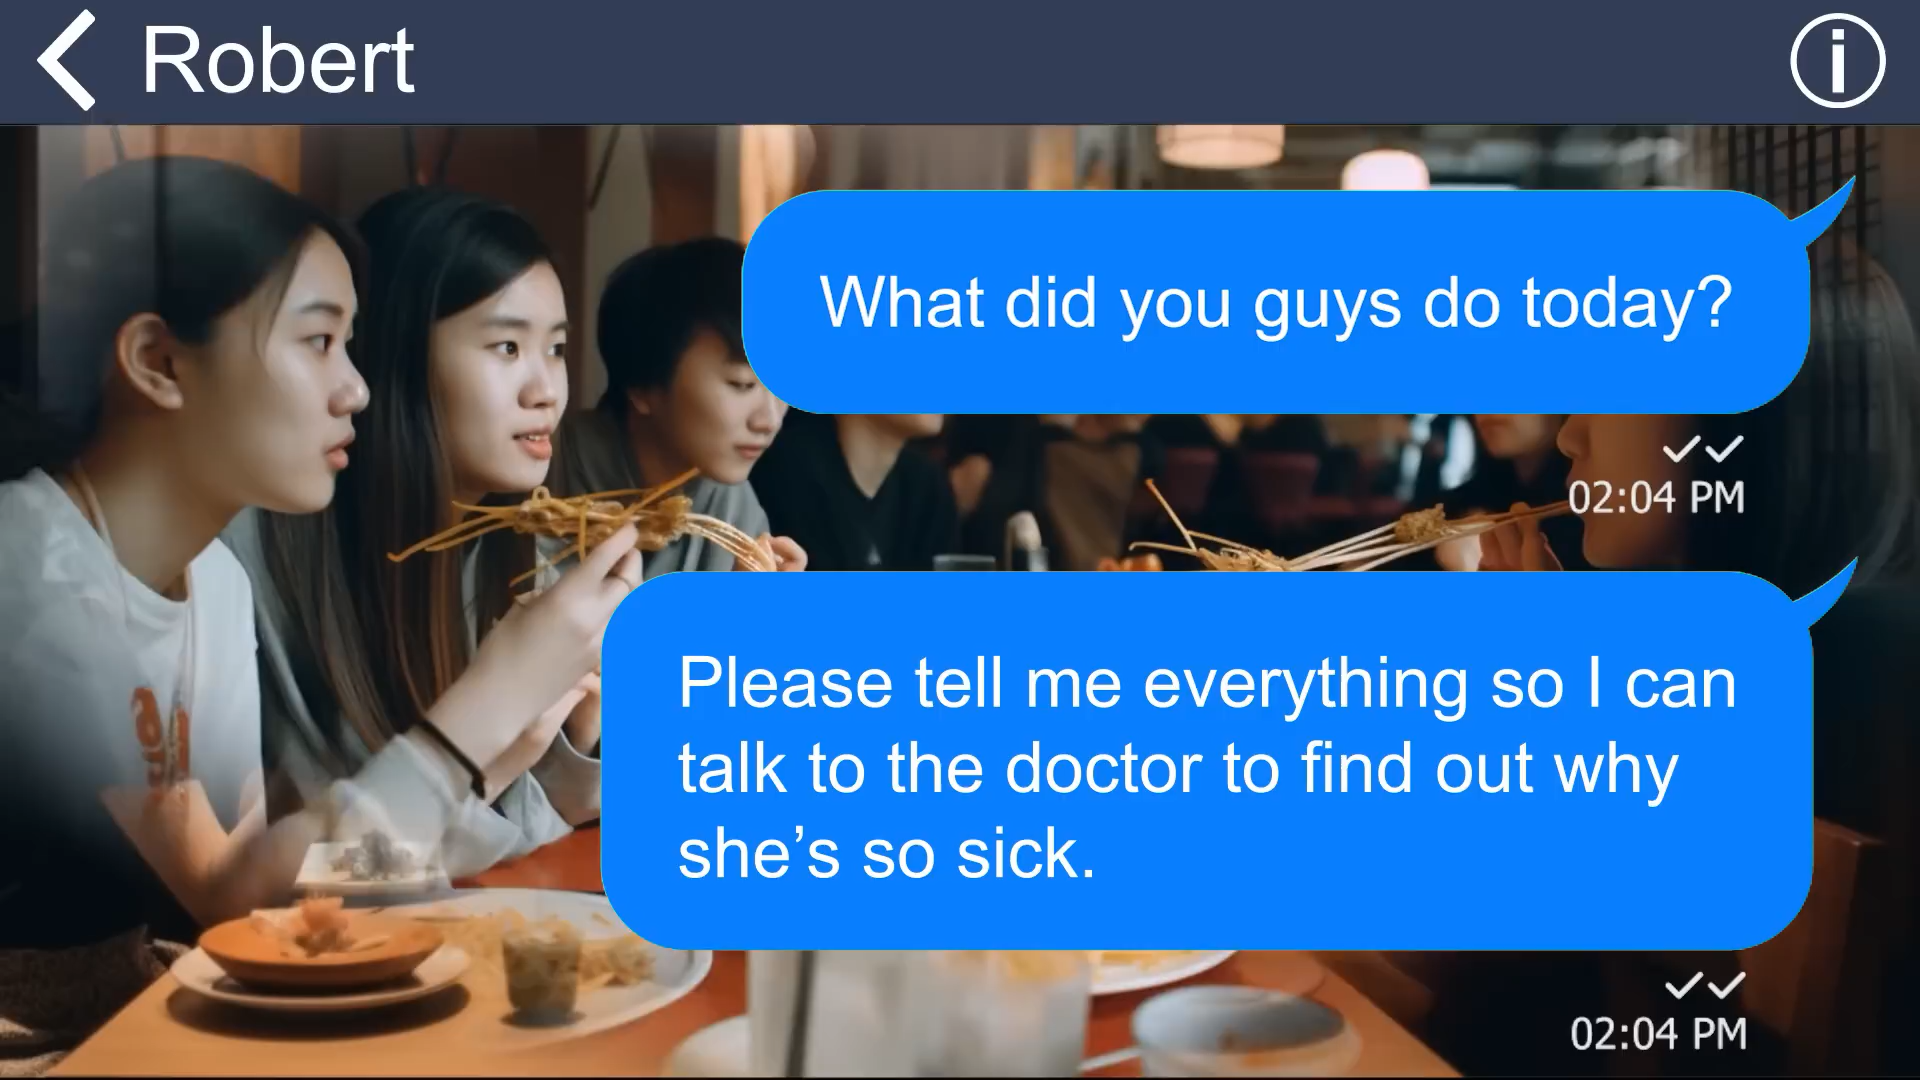 Robert
What did you guys do today?
02:04 PM
Please tell me everything so I can
talk to the doctor to find out why
she’s so sick.
02:04 PM